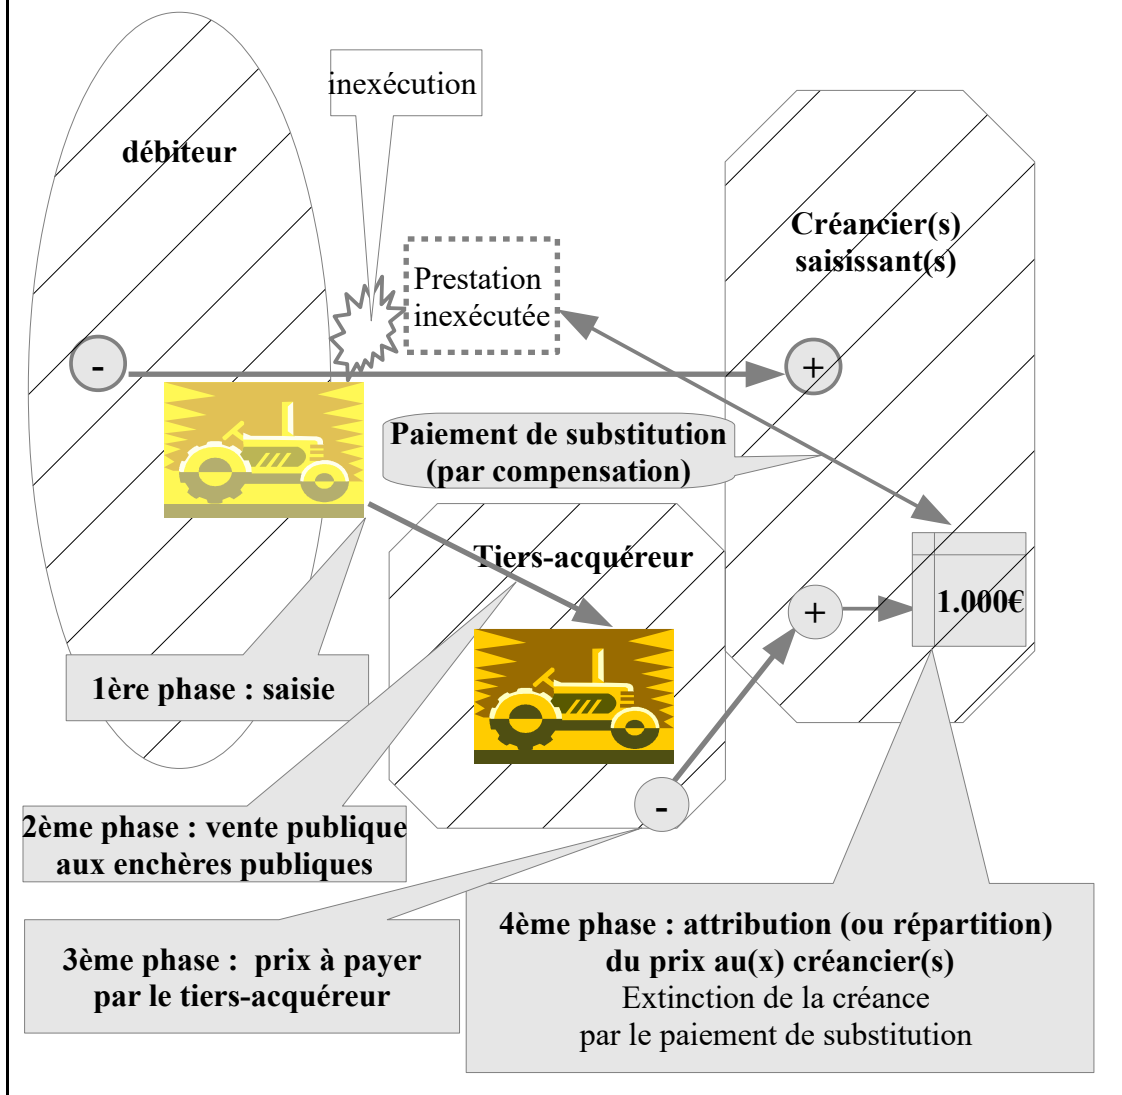 inexécution
débiteur
Créancier(s)
saisissant(s)
Prestation
inexécutée
-
+
Paiement de substitution
(par compensation)
Tiers-acquéreur
+
1.000€
1ère phase : saisie
-
2ème phase : vente publique
aux enchères publiques
3ème phase :  prix à payer
par le tiers-acquéreur
4ème phase : attribution (ou répartition)
du prix au(x) créancier(s)
Extinction de la créance
par le paiement de substitution